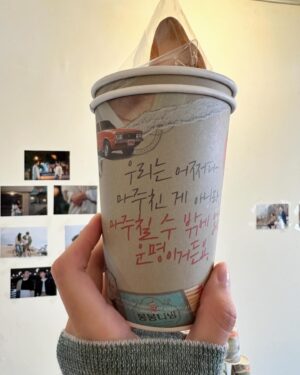 우리는 어쩌다
마주친 게 아니라
마주칠 수 밖에 없는
운명이거든요